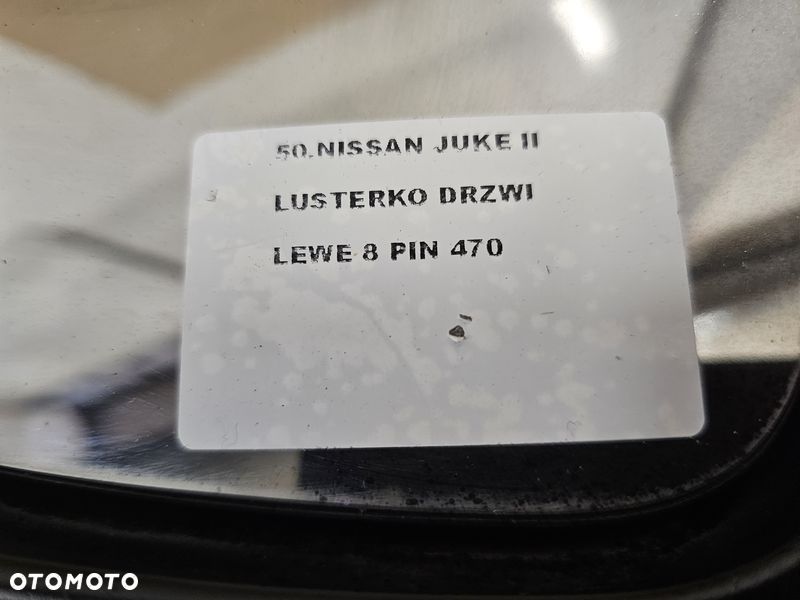 50.NISSAN JUKE II
LUSTERKO DRZWI
LEWE 8 PIN 470
OTOMOTO